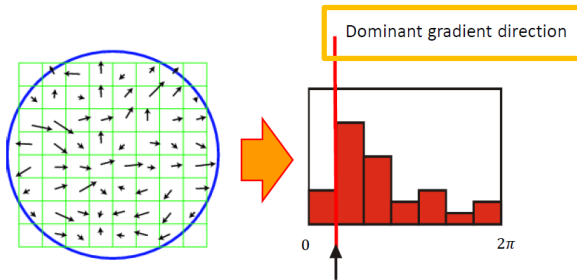 Dominant gradient direction
0
2π